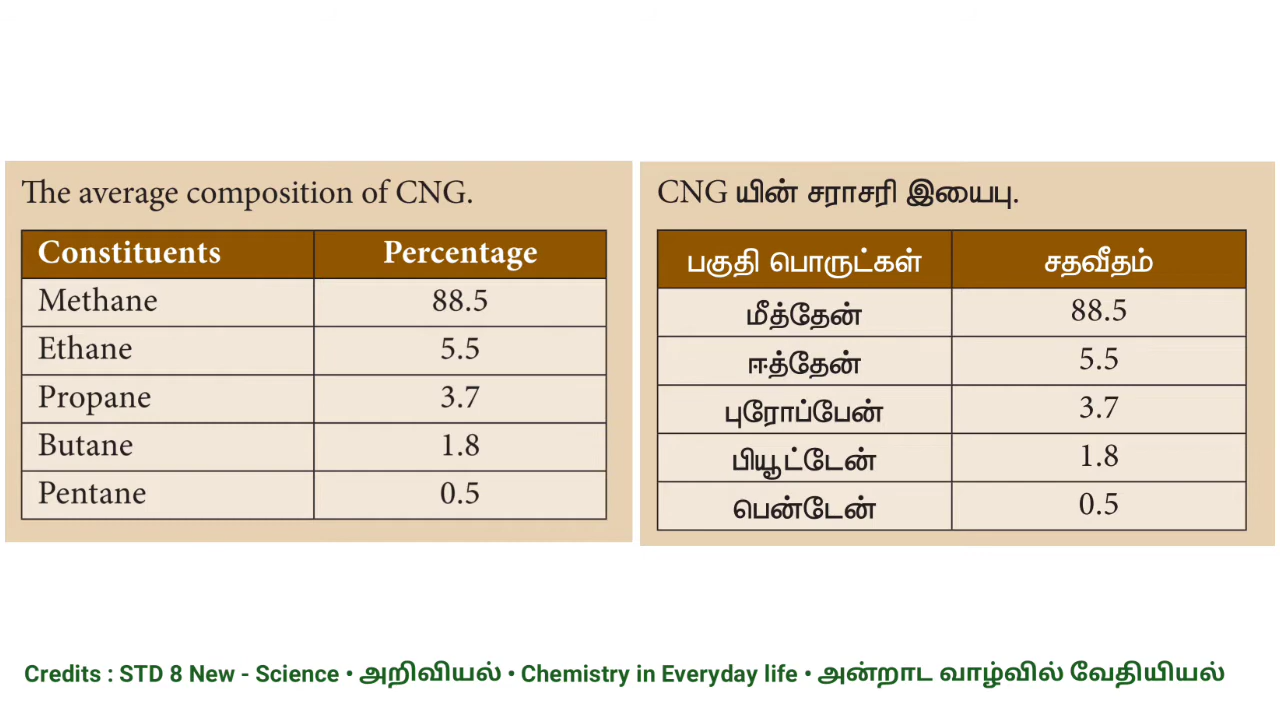 The average composition of CNG.
Constituents Percentage
Methane 88.5
Ethane 5.5
Propane 3.7
Butane 1.8
Pentane 0.5
CNG யின் சராசரி இயைபு.
பகுதி பொருட்கள் சதவீதம்
மீத்தேன் 88.5
ஈத்தேன் 5.5
புரோப்பேன் 3.7
பியூட்டேன் 1.8
பென்டேன் 0.5
Credits : STD 8 New - Science • அறிவியல் • Chemistry in Everyday life • அன்றாட வாழ்வில் வேதியியல்